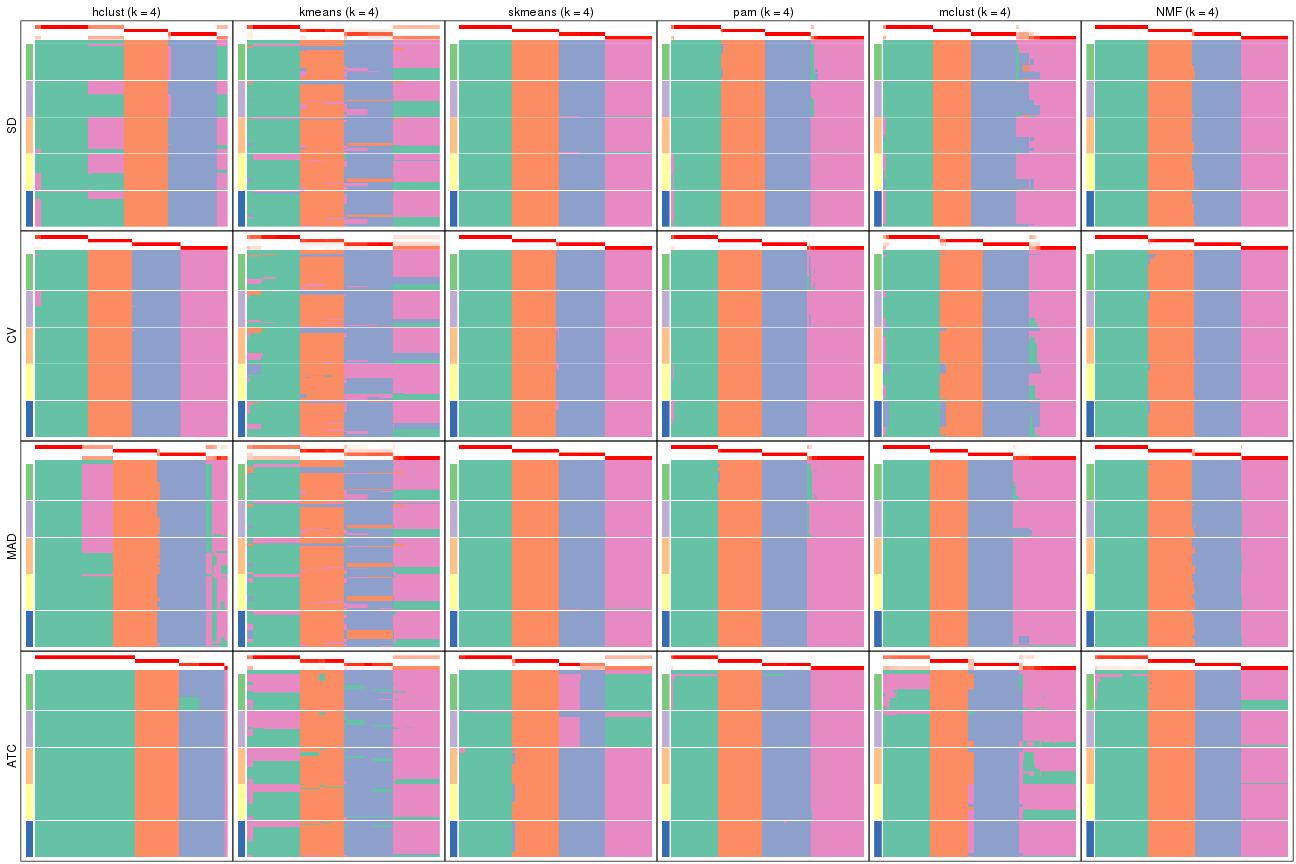 hclust (k = 4)
kmeans (k = 4)
skmeans (k = 4)
pam (k = 4)
mclust (k = 4)
NMF (k = 4)
SD
CV
MAD
ATC